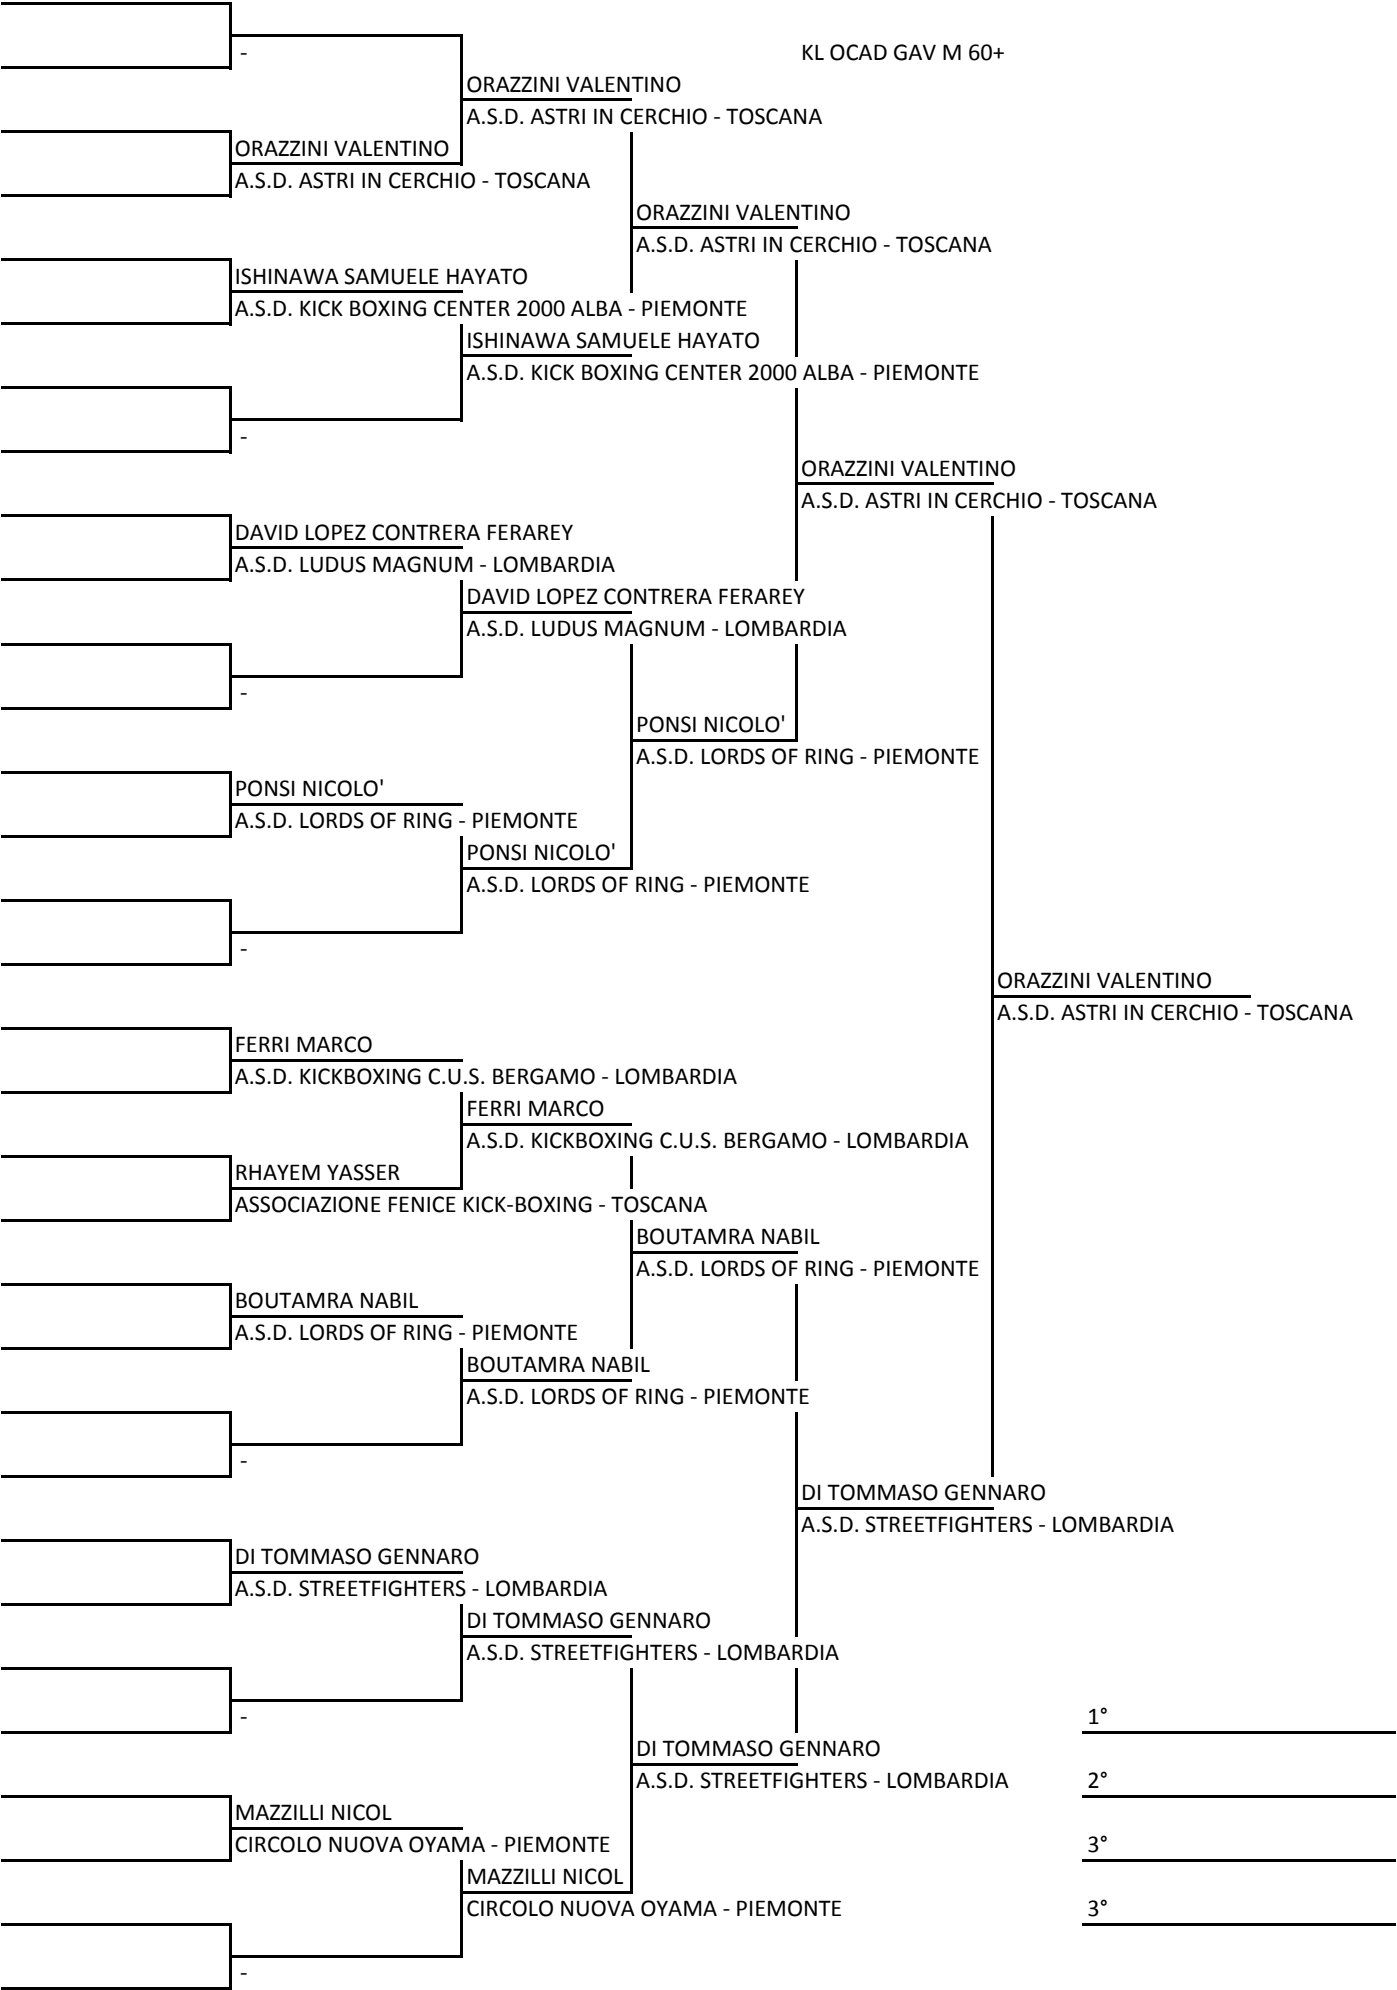 -
KL OCAD GAV M 60+
ORAZZINI VALENTINO
A.S.D. ASTRI IN CERCHIO - TOSCANA
ORAZZINI VALENTINO
A.S.D. ASTRI IN CERCHIO - TOSCANA
ORAZZINI VALENTINO
A.S.D. ASTRI IN CERCHIO - TOSCANA
ISHINAWA SAMUELE HAYATO
A.S.D. KICK BOXING CENTER 2000 ALBA - PIEMONTE
ISHINAWA SAMUELE HAYATO
A.S.D. KICK BOXING CENTER 2000 ALBA - PIEMONTE
-
ORAZZINI VALENTINO
A.S.D. ASTRI IN CERCHIO - TOSCANA
DAVID LOPEZ CONTRERA FERAREY
A.S.D. LUDUS MAGNUM - LOMBARDIA
DAVID LOPEZ CONTRERA FERAREY
A.S.D. LUDUS MAGNUM - LOMBARDIA
-
PONSI NICOLO'
A.S.D. LORDS OF RING - PIEMONTE
PONSI NICOLO'
A.S.D. LORDS OF RING - PIEMONTE
PONSI NICOLO'
A.S.D. LORDS OF RING - PIEMONTE
-
ORAZZINI VALENTINO
A.S.D. ASTRI IN CERCHIO - TOSCANA
FERRI MARCO
A.S.D. KICKBOXING C.U.S. BERGAMO - LOMBARDIA
FERRI MARCO
A.S.D. KICKBOXING C.U.S. BERGAMO - LOMBARDIA
RHAYEM YASSER
ASSOCIAZIONE FENICE KICK-BOXING - TOSCANA
BOUTAMRA NABIL
A.S.D. LORDS OF RING - PIEMONTE
BOUTAMRA NABIL
A.S.D. LORDS OF RING - PIEMONTE
BOUTAMRA NABIL
A.S.D. LORDS OF RING - PIEMONTE
-
DI TOMMASO GENNARO
A.S.D. STREETFIGHTERS - LOMBARDIA
DI TOMMASO GENNARO
A.S.D. STREETFIGHTERS - LOMBARDIA
DI TOMMASO GENNARO
A.S.D. STREETFIGHTERS - LOMBARDIA
-
1°
DI TOMMASO GENNARO
A.S.D. STREETFIGHTERS - LOMBARDIA
2°
MAZZILLI NICOL
CIRCOLO NUOVA OYAMA - PIEMONTE
3°
MAZZILLI NICOL
CIRCOLO NUOVA OYAMA - PIEMONTE
3°
-